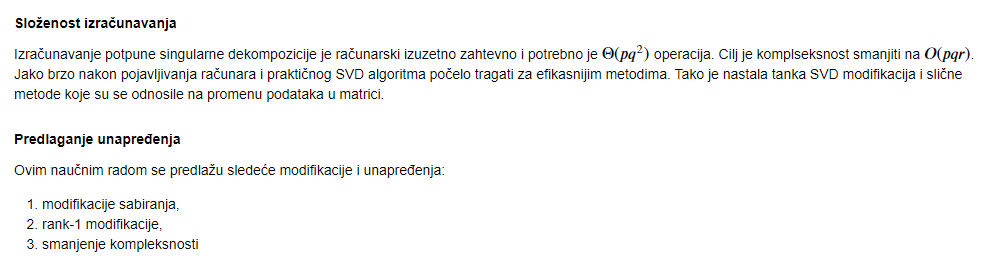 Složenost izračunavanja
Izračunavanje potpune singularne dekompozicije je računarski izuzetno zahtevno i potrebno je Θ(pq²) operacija. Cilj je komplseksnost smanjiti na O(pqr).
Jako brzo nakon pojavljivanja računara i praktičnog SVD algoritma počelo tragati za efikasnijim metodima. Tako je nastala tanka SVD modifikacija i slične
metode koje su se odnosile na promenu podataka u matrici.
Predlaganje unapređenja
Ovim naučnim radom se predlažu sledeće modifikacije i unapređenja:
1. modifikacije sabiranja,
2. rank-1 modifikacije,
3. smanjenje kompleksnosti